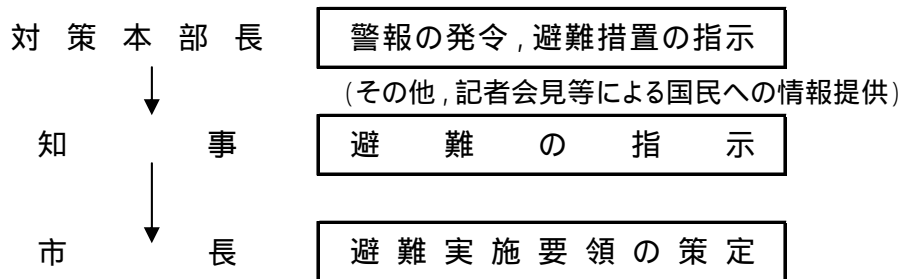 対策本部長 警報の発令,避難措置の指示
(その他,記者会見等による国民への情報提供)
知事 避難の指示
市長 避難実施要領の策定